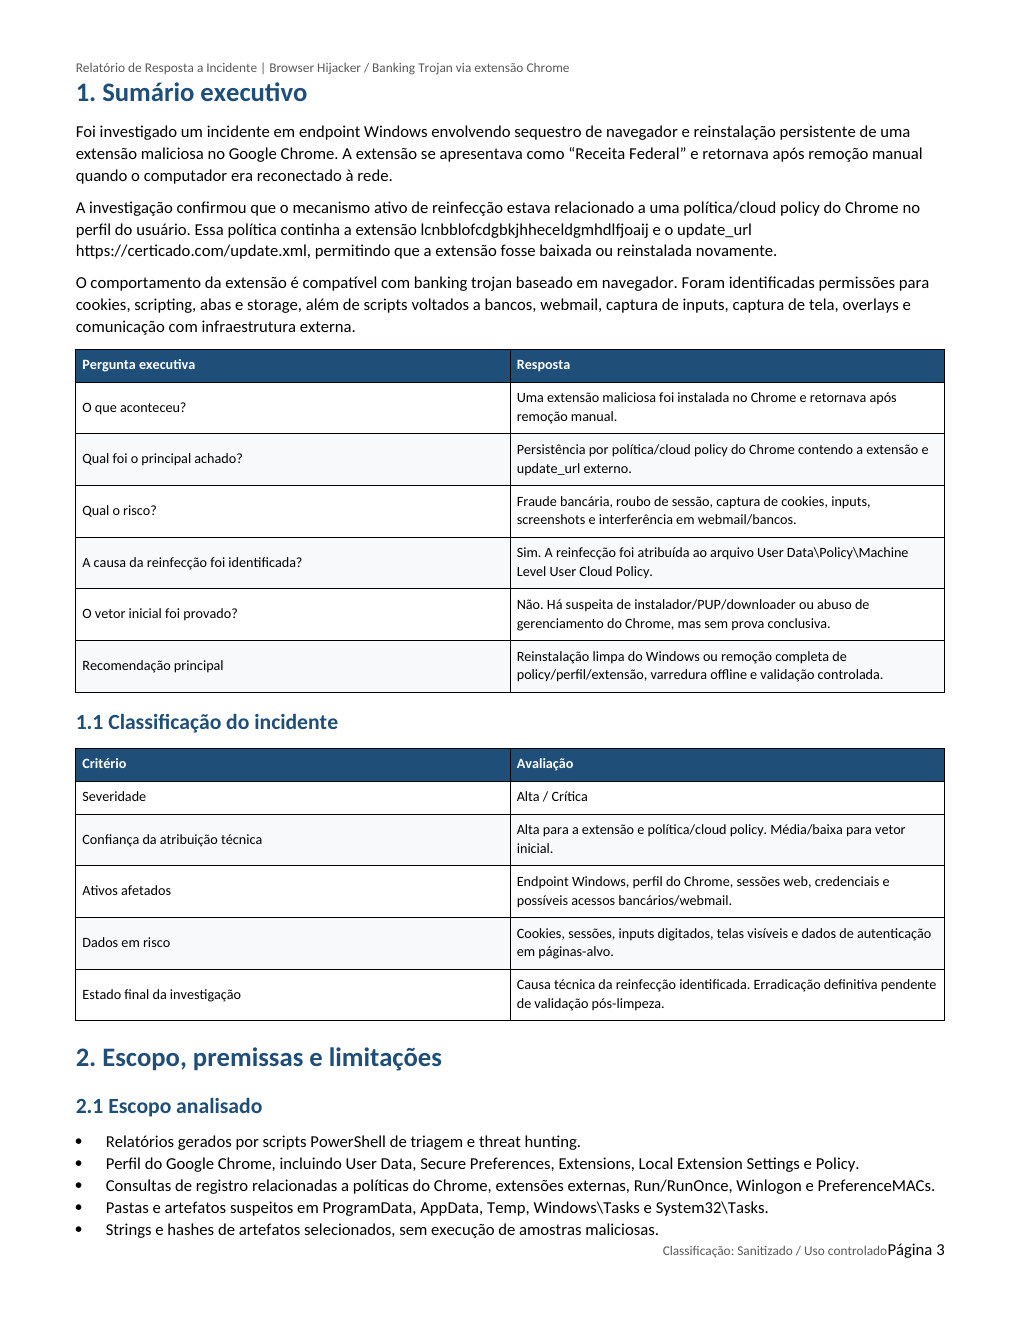 Relatório de Resposta a Incidente | Browser Hijacker / Banking Trojan via extensão Chrome
1. Sumário executivo
Foi investigado um incidente em endpoint Windows envolvendo sequestro de navegador e reinstalação persistente de uma
extensão maliciosa no Google Chrome. A extensão se apresentava como “Receita Federal” e retornava após remoção manual
quando o computador era reconectado à rede.
A investigação confirmou que o mecanismo ativo de reinfecção estava relacionado a uma política/cloud policy do Chrome no
perfil do usuário. Essa política continha a extensão lcnbblofcdgbkjhheceldgmhdlfjoaij e o update_url
https://certicado.com/update.xml, permitindo que a extensão fosse baixada ou reinstalada novamente.
O comportamento da extensão é compatível com banking trojan baseado em navegador. Foram identificadas permissões para
cookies, scripting, abas e storage, além de scripts voltados a bancos, webmail, captura de inputs, captura de tela, overlays e
comunicação com infraestrutura externa.
Pergunta executiva
Resposta
O que aconteceu?
Uma extensão maliciosa foi instalada no Chrome e retornava após
remoção manual.
Qual foi o principal achado?
Persistência por política/cloud policy do Chrome contendo a extensão e
update_url externo.
Qual o risco?
Fraude bancária, roubo de sessão, captura de cookies, inputs,
screenshots e interferência em webmail/bancos.
A causa da reinfecção foi identificada?
Sim. A reinfecção foi atribuída ao arquivo User Data\Policy\Machine
Level User Cloud Policy.
O vetor inicial foi provado?
Não. Há suspeita de instalador/PUP/downloader ou abuso de
gerenciamento do Chrome, mas sem prova conclusiva.
Recomendação principal
Reinstalação limpa do Windows ou remoção completa de
policy/perfil/extensão, varredura offline e validação controlada.
1.1 Classificação do incidente
Critério
Avaliação
Severidade
Alta / Crítica
Confiança da atribuição técnica
Alta para a extensão e política/cloud policy. Média/baixa para vetor
inicial.
Ativos afetados
Endpoint Windows, perfil do Chrome, sessões web, credenciais e
possíveis acessos bancários/webmail.
Dados em risco
Cookies, sessões, inputs digitados, telas visíveis e dados de autenticação
em páginas-alvo.
Estado final da investigação
Causa técnica da reinfecção identificada. Erradicação definitiva pendente
de validação pós-limpeza.
2. Escopo, premissas e limitações
2.1 Escopo analisado
• Relatórios gerados por scripts PowerShell de triagem e threat hunting.
• Perfil do Google Chrome, incluindo User Data, Secure Preferences, Extensions, Local Extension Settings e Policy.
• Consultas de registro relacionadas a políticas do Chrome, extensões externas, Run/RunOnce, Winlogon e PreferenceMACs.
• Pastas e artefatos suspeitos em ProgramData, AppData, Temp, Windows\Tasks e System32\Tasks.
• Strings e hashes de artefatos selecionados, sem execução de amostras maliciosas.
Classificação: Sanitizado / Uso controladoPágina 3